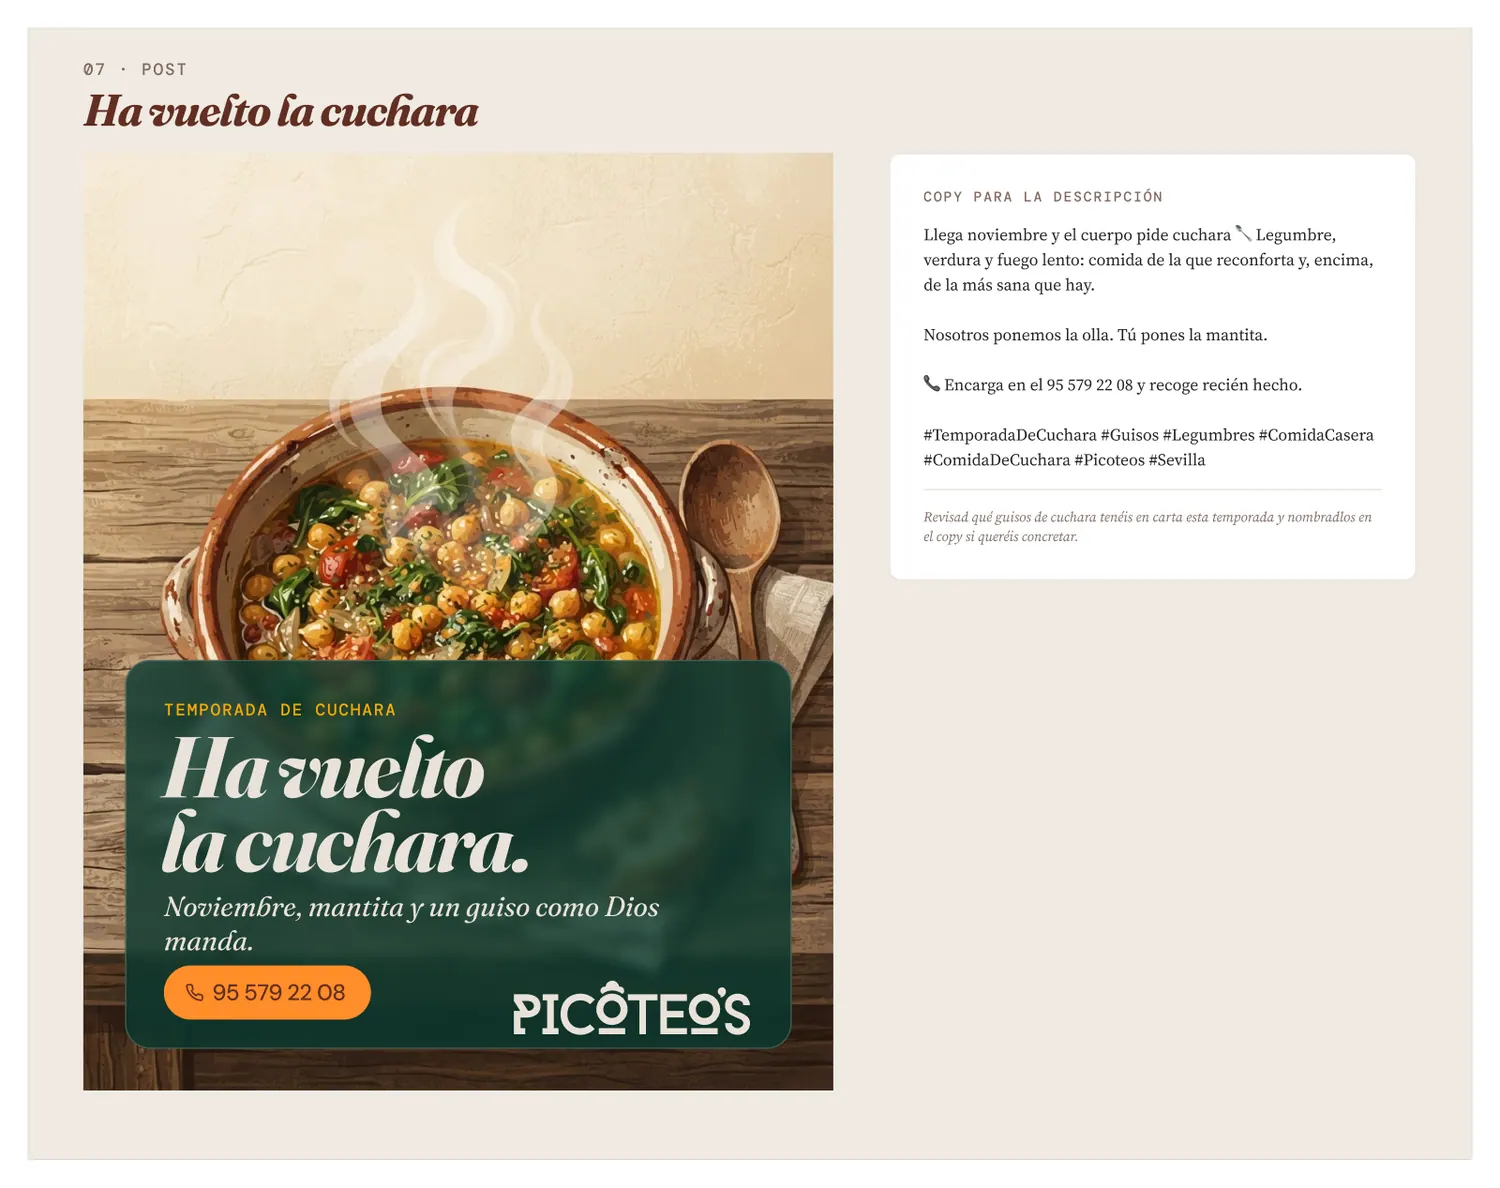 07 · POST
Ha vuelto la cuchara
TEMPORADA DE CUCHARA
Ha vuelto
la cuchara.
Noviembre, mantita y un guiso como Dios
manda.
95 579 22 08
PICÔTEO'S
COPY PARA LA DESCRIPCIÓN
Llega noviembre y el cuerpo pide cuchara 🥄 Legumbre,
verdura y fuego lento: comida de la que reconforta y, encima,
de la más sana que hay.
Nosotros ponemos la olla. Tú pones la mantita.
📞 Encarga en el 95 579 22 08 y recoge recién hecho.
#TemporadaDeCuchara #Guisos #Legumbres #ComidaCasera
#ComidaDeCuchara #Picoteos #Sevilla
Revisad qué guisos de cuchara tenéis en carta esta temporada y nombradlos en
el copy si queréis concretar.